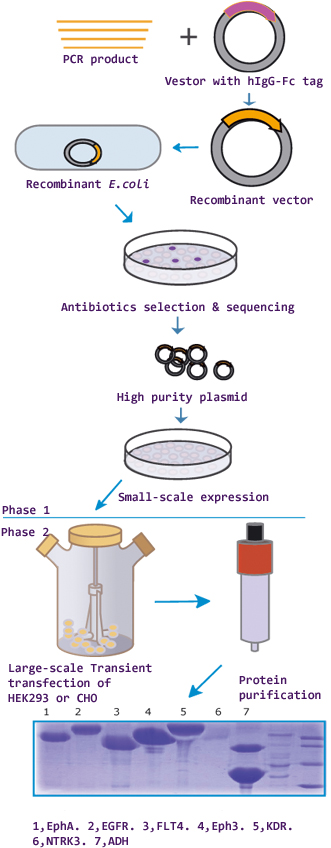 PCR product
+
Vestor with hIgG-Fc tag
Recombinant E.coli
Recombinant vector
Antibiotics selection & sequencing
High purity plasmid
Small-scale expression
Phase 1
Phase 2
Large-scale Transient
transfection of
HEK293 or CHO
Protein
purification
1 2 3 4 5 6 7
1,EphA. 2,EGFR. 3,FLT4. 4,Eph3. 5,KDR.
6,NTRK3. 7,ADH